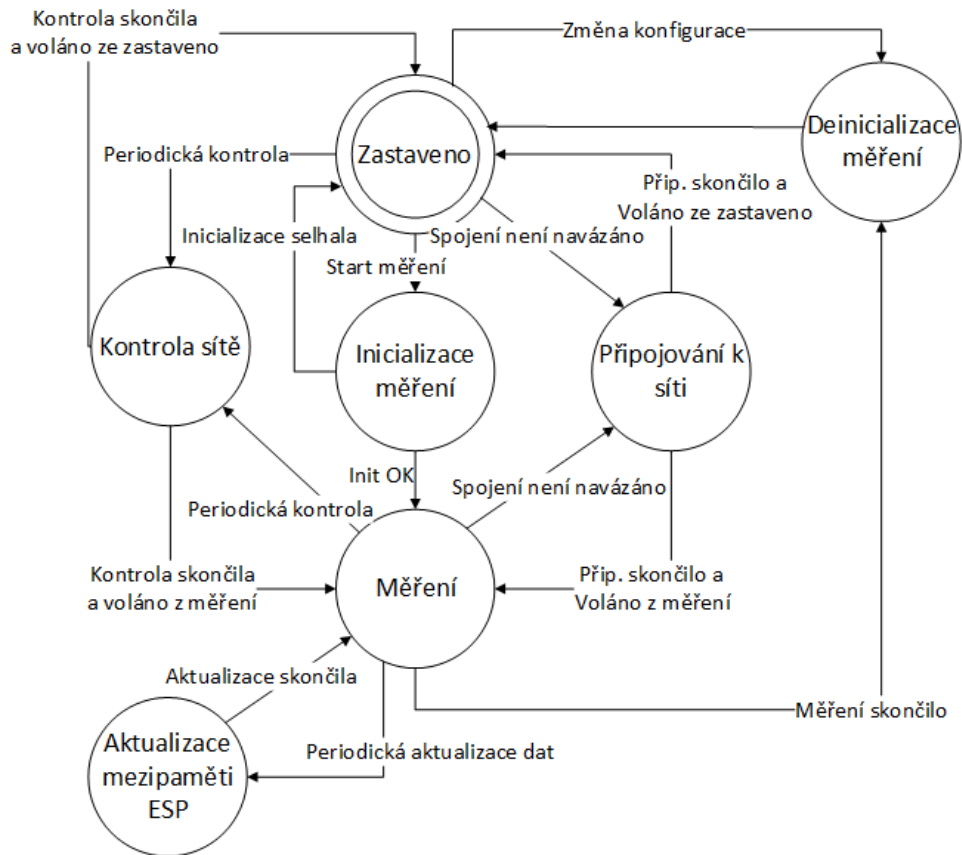 Kontrola skončila
a voláno ze zastaveno
Změna konfigurace
Deinicializace
měření
Zastaveno
Periodická kontrola
Přip. skončilo a
Voláno ze zastaveno
Inicializace selhala
Spojení není navázáno
Start měření
Kontrola sítě
Inicializace
měření
Připojování k
síti
Init OK
Spojení není navázáno
Periodická kontrola
Kontrola skončila
a voláno z měření
Měření
Přip. skončilo a
Voláno z měření
Aktualizace skončila
Měření skončilo
Aktualizace
mezipaměti
ESP
Periodická aktualizace dat